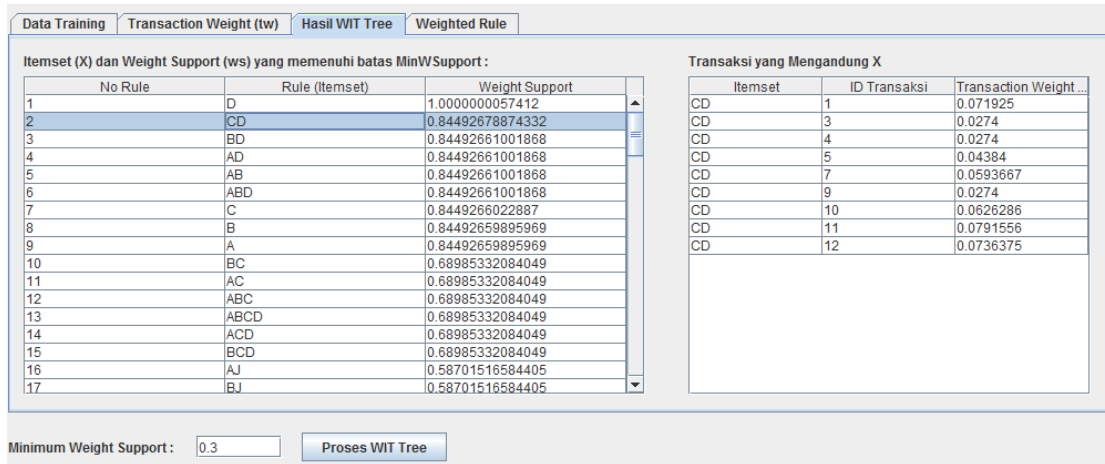 Data Training Transaction Weight (tw) Hasil WIT Tree Weighted Rule
Itemset (X) dan Weight Support (ws) yang memenuhi batas MinWSupport :
No Rule Rule (Itemset) Weight Support
1 D 1.0000000057412
2 CD 0.84492678874332
3 BD 0.84492661001868
4 AD 0.84492661001868
5 AB 0.84492661001868
6 ABD 0.84492661001868
7 C 0.8449266022887
8 B 0.84492659895969
9 A 0.84492659895969
10 BC 0.68985332084049
11 AC 0.68985332084049
12 ABC 0.68985332084049
13 ABCD 0.68985332084049
14 ACD 0.68985332084049
15 BCD 0.68985332084049
16 AJ 0.58701516584405
17 BJ 0.58701516584405
Transaksi yang Mengandung X
Itemset ID Transaksi Transaction Weight ...
CD 1 0.071925
CD 3 0.0274
CD 4 0.0274
CD 5 0.04384
CD 7 0.0593667
CD 9 0.0274
CD 10 0.0626286
CD 11 0.0791556
CD 12 0.0736375
Minimum Weight Support : 0.3 Proses WIT Tree